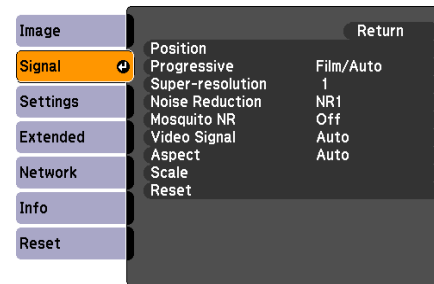 Image
Signal
Settings
Extended
Network
Info
Reset
Return
Position
Progressive Film/Auto
Super-resolution 1
Noise Reduction NR1
Mosquito NR Off
Video Signal Auto
Aspect Auto
Scale
Reset